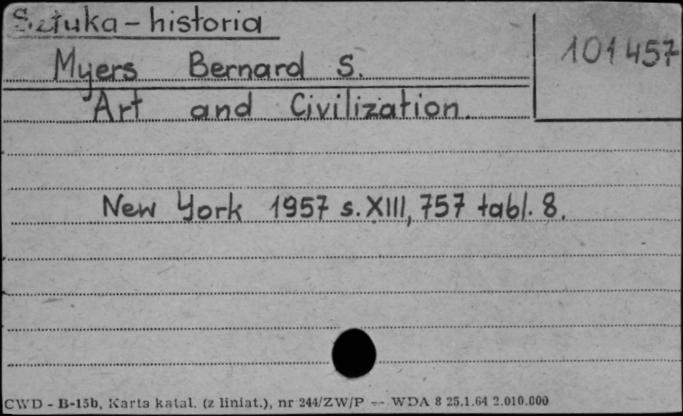 Sztuka - historia
101457
Myers Bernard S.
Art and Civilization.
New York 1957 s. XIII, 757 tabl. 8.
CWD - B-15b, Karta katal. (z liniat.), nr 244/ZW/P — WDA 8 25.1.64 2.010.000